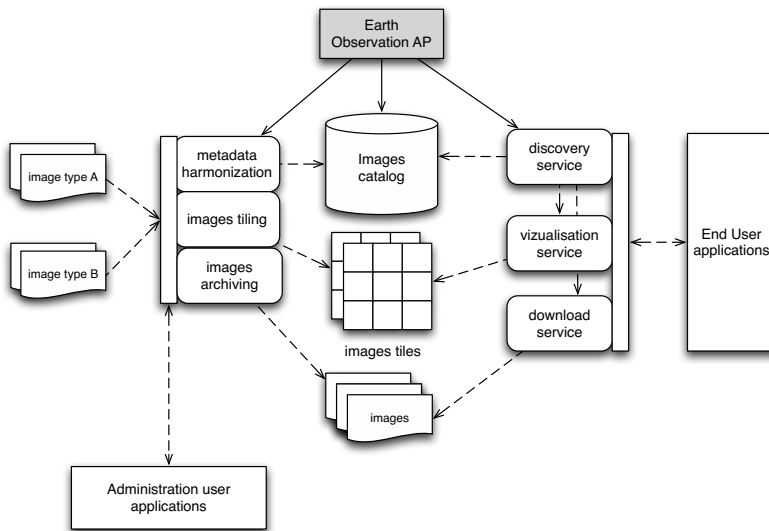 Earth
Observation AP
metadada
harmonization
Images
catalog
discovery
service
image type A
images tiling
vizualisation
service
End User
applications
image type B
images
archiving
download
service
images tiles
images
Administration user
applications